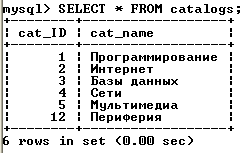 mysql> SELECT * FROM catalogs;
+--------+------------------+
| cat_ID | cat_name         |
+--------+------------------+
| 1 | Программирование |
| 2 | Интернет |
| 3 | Базы данных |
| 4 | Сети |
| 5 | Мультимедиа |
| 12 | Периферия |
+--------+------------------+
6 rows in set (0.00 sec)